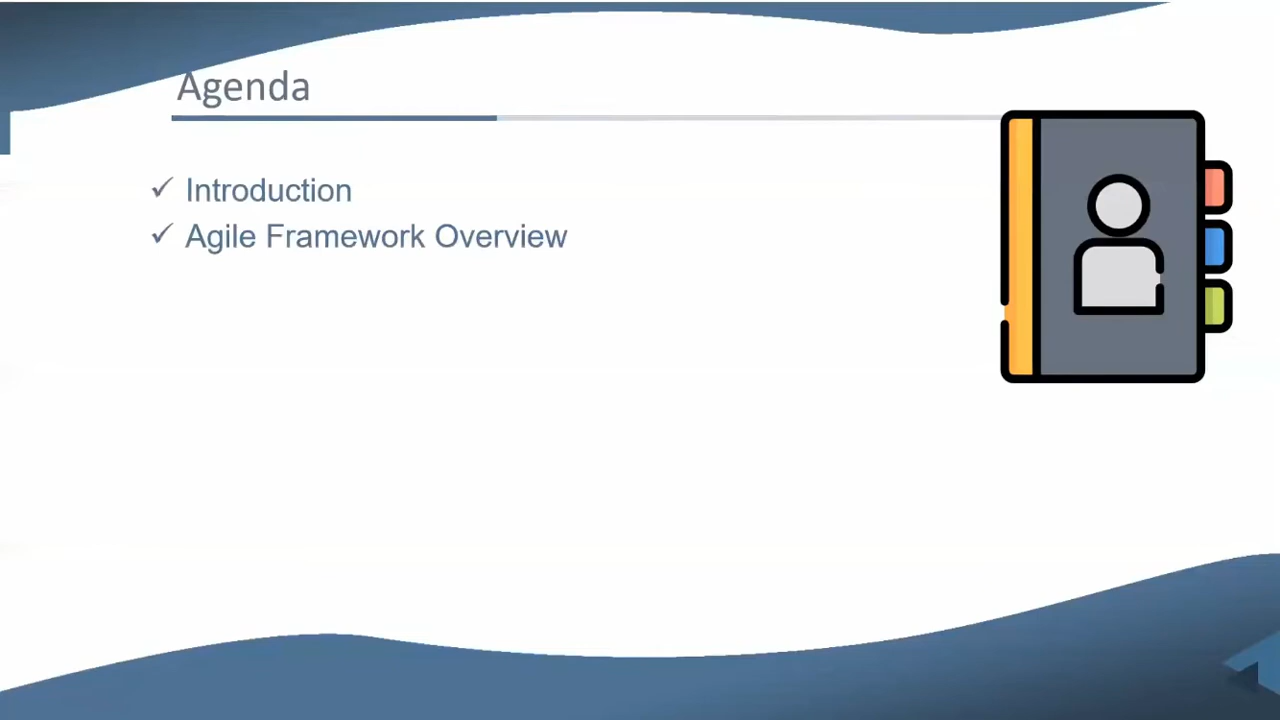 Agenda
✓ Introduction
✓ Agile Framework Overview